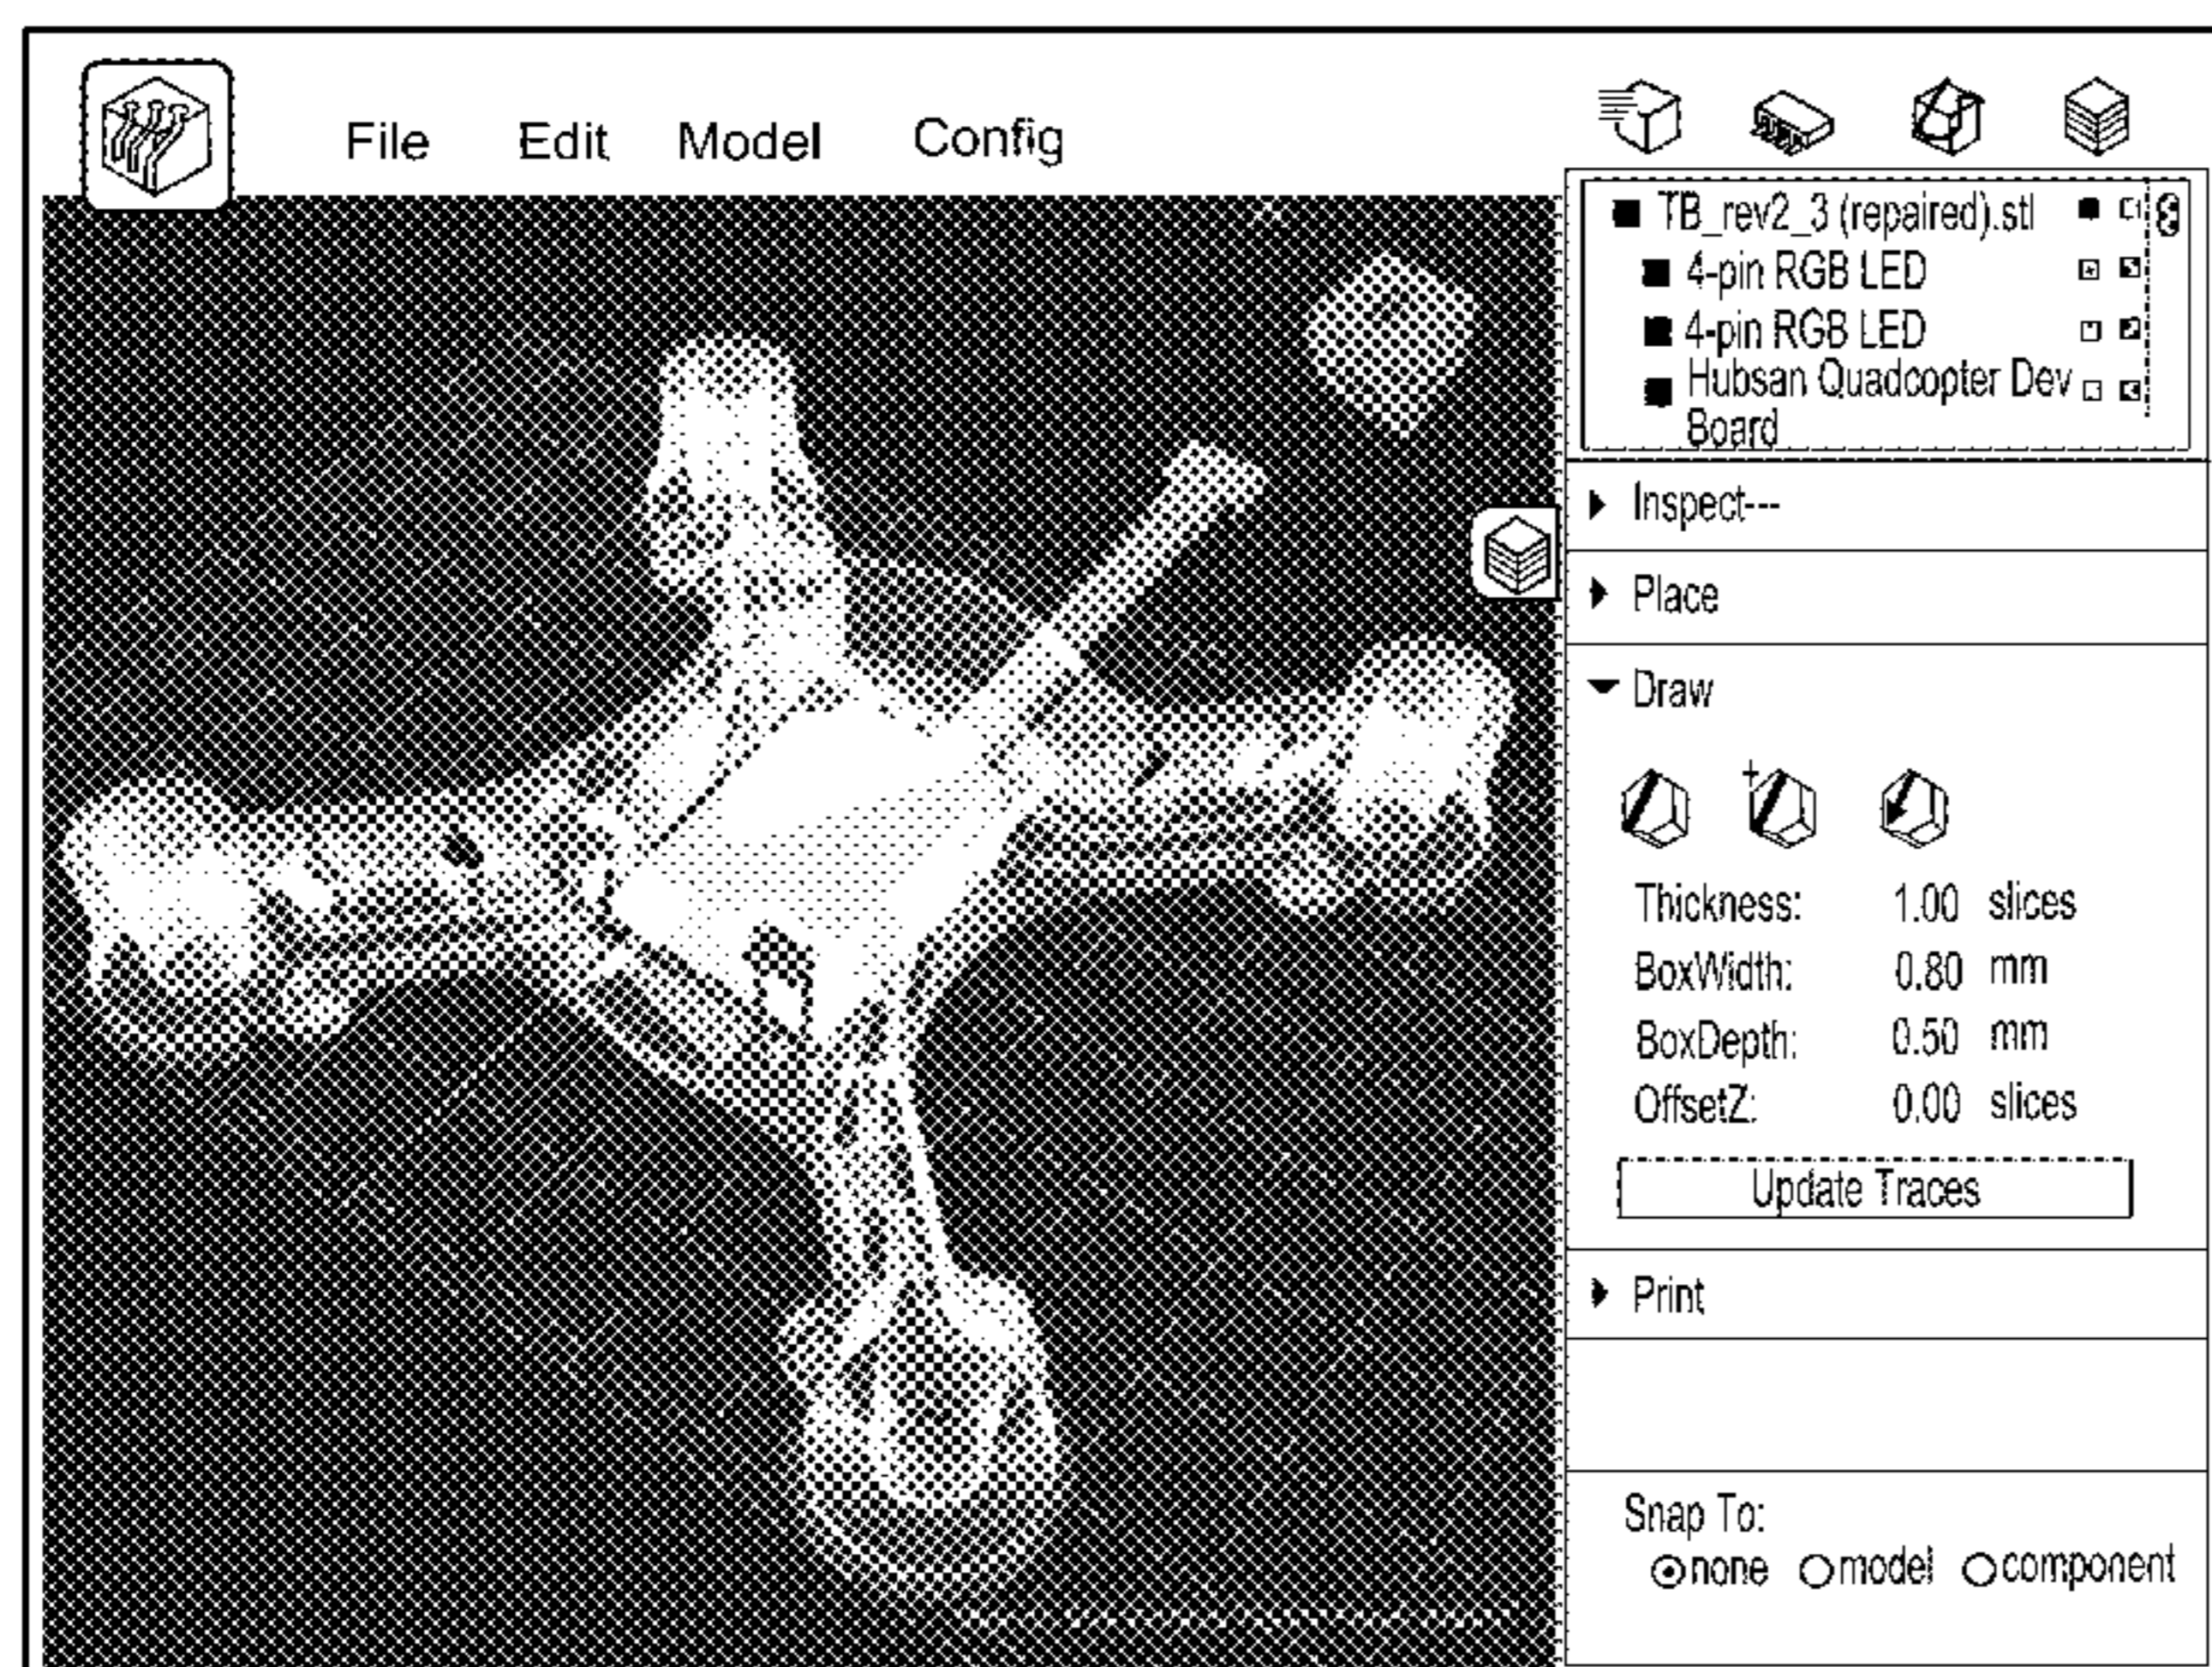 File Edit Model Config
TB_rev2_3 (repaired).stl
4-pin RGB LED
4-pin RGB LED
Hubsan Quadcopter Dev
Board
Inspect---
Place
Draw
Thickness: 1.00 slices
BoxWidth: 0.80 mm
BoxDepth: 0.50 mm
OffsetZ: 0.00 slices
Update Traces
Print
Snap To:
none model component